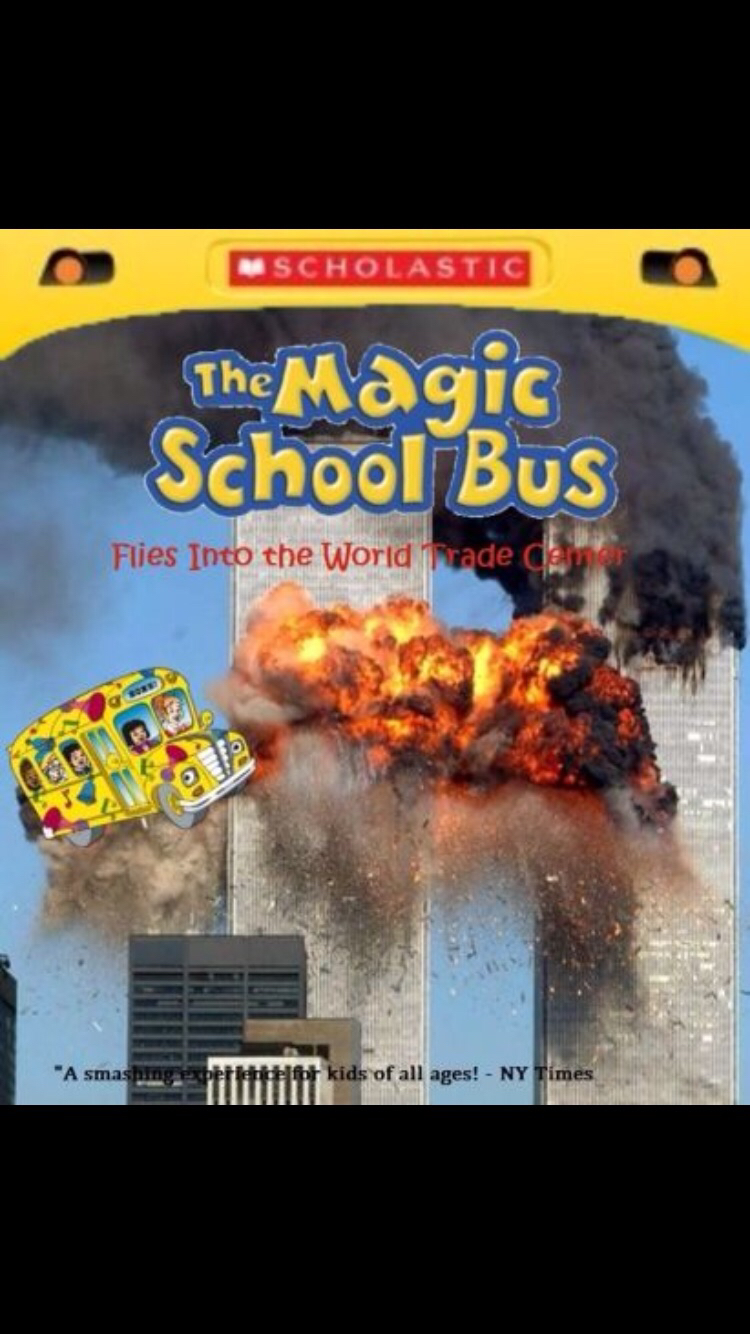 SCHOLASTIC
The Magic
School Bus
Flies Into the World Trade Center
"A smashing experience for kids of all ages! - NY Times